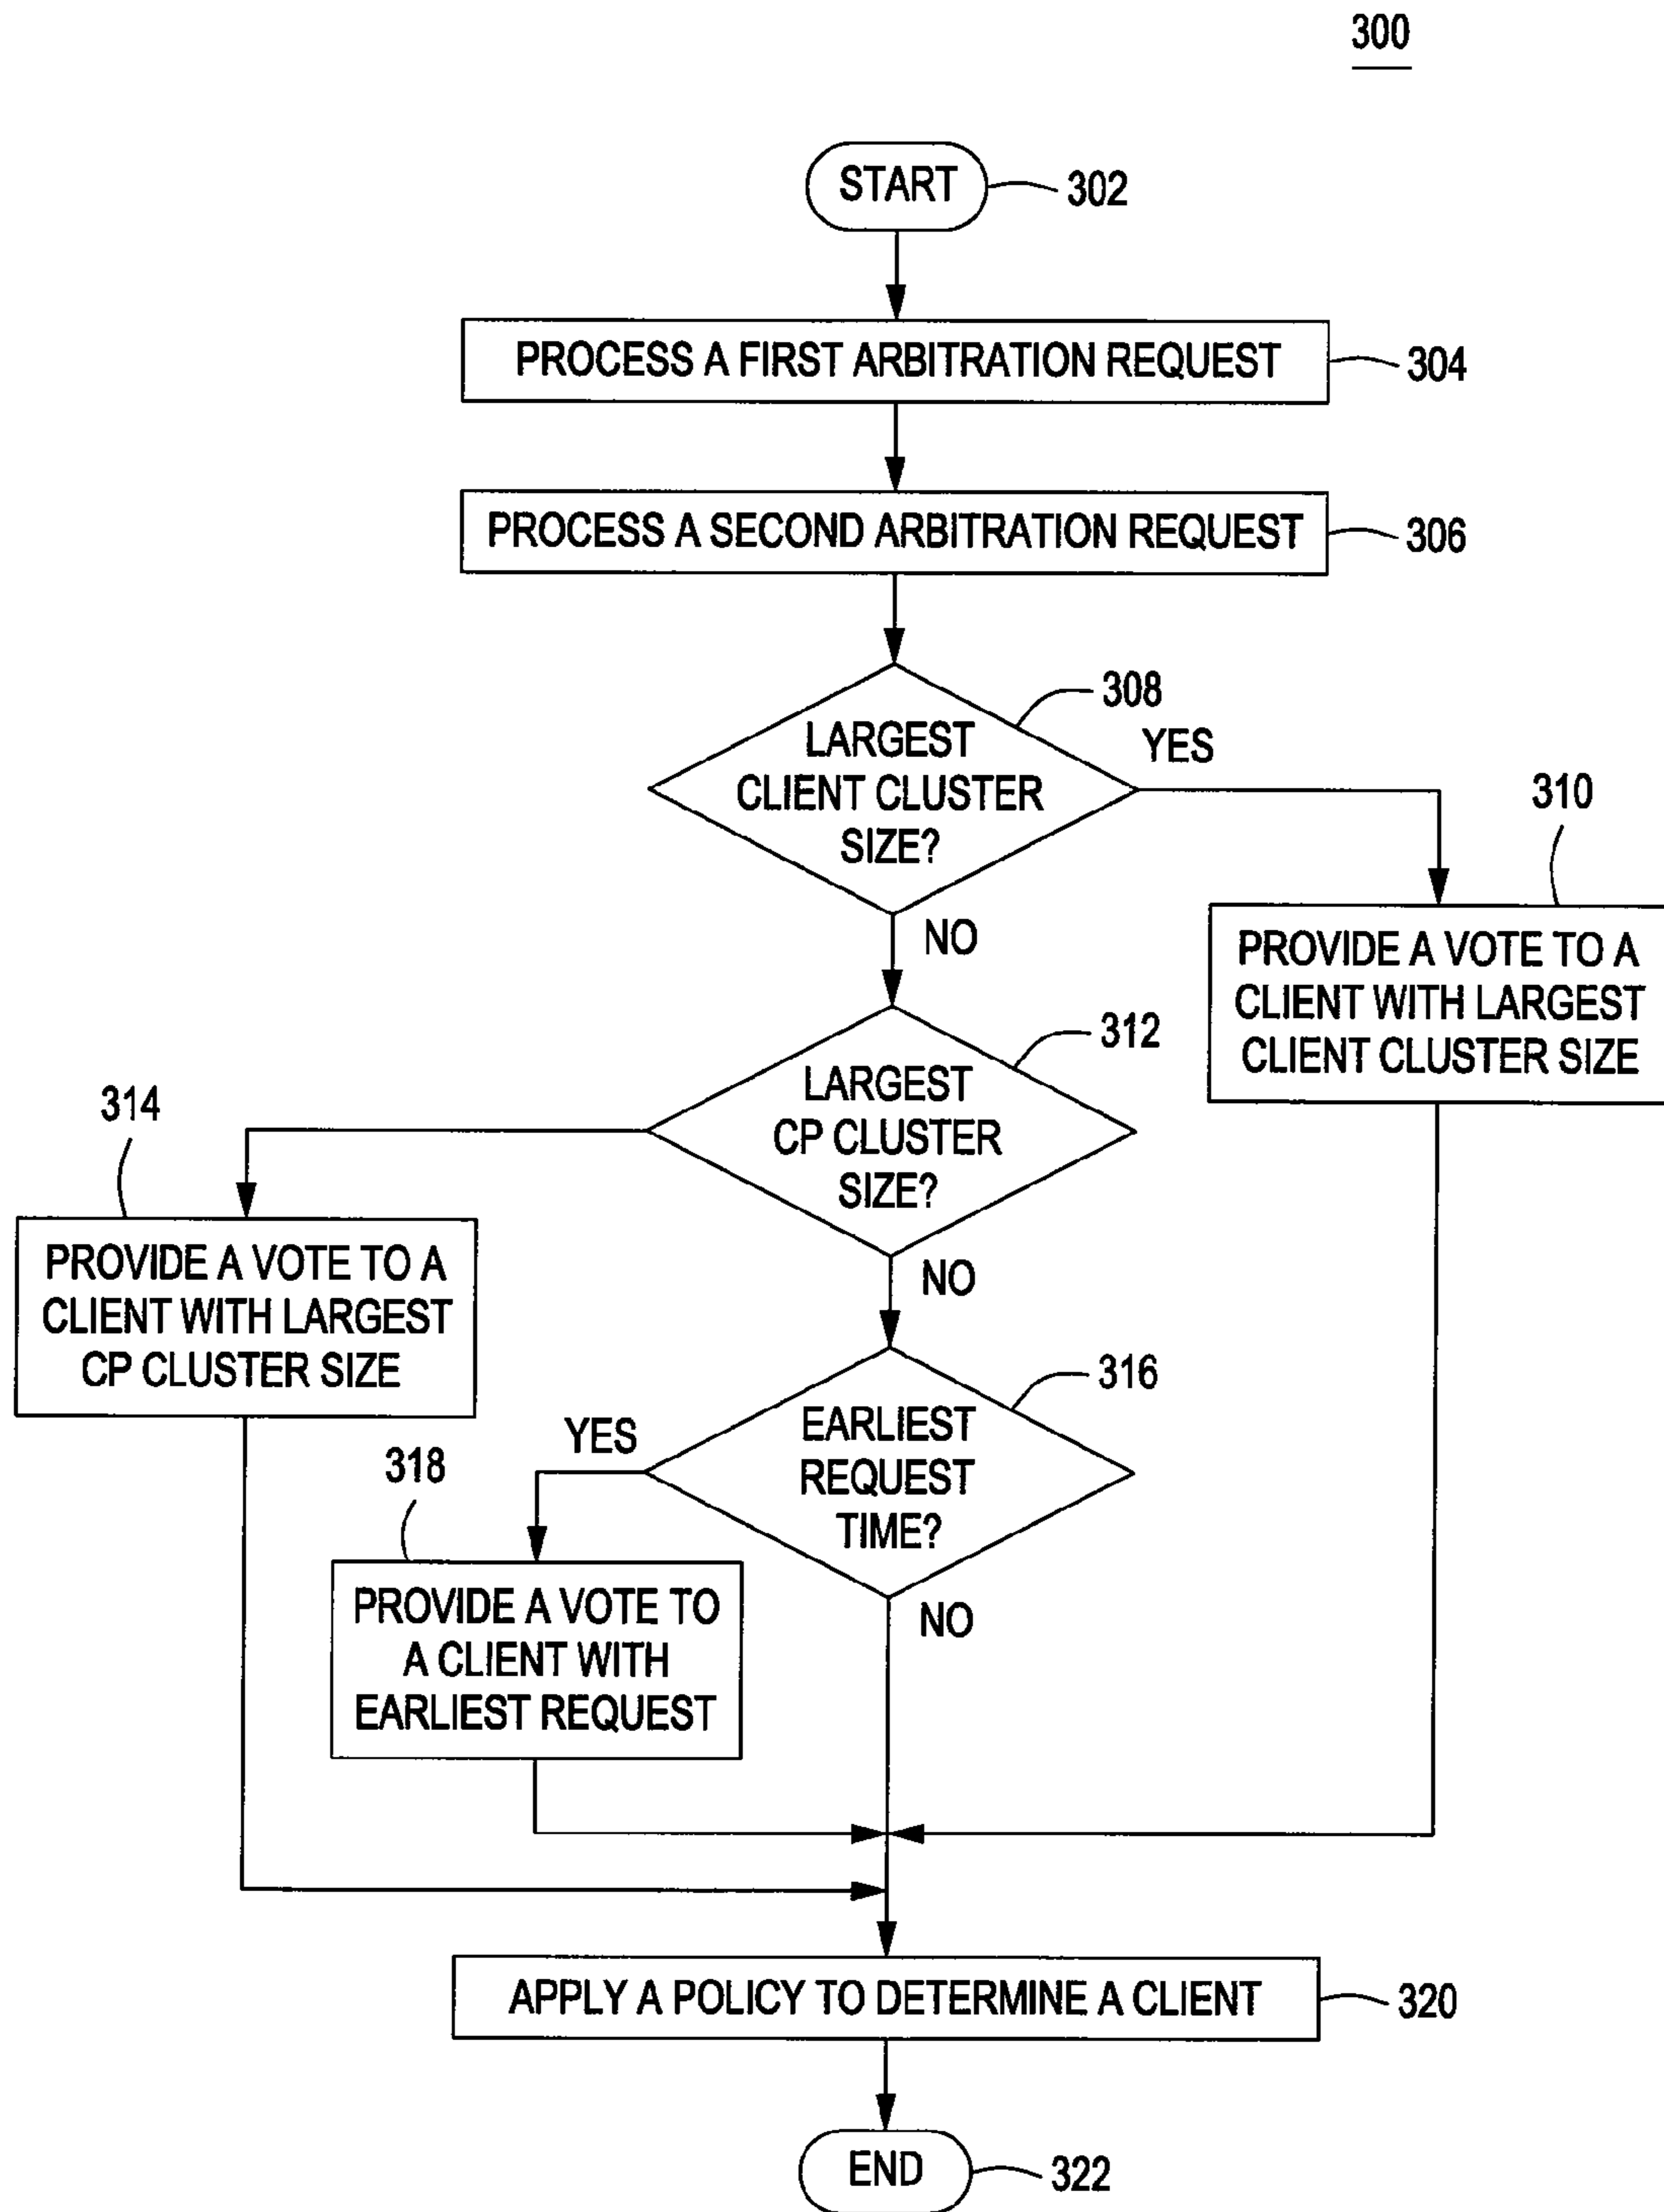 300
START
302
PROCESS A FIRST ARBITRATION REQUEST
304
PROCESS A SECOND ARBITRATION REQUEST
306
308
LARGEST
CLIENT CLUSTER
SIZE?
YES
NO
310
PROVIDE A VOTE TO A
CLIENT WITH LARGEST
CLIENT CLUSTER SIZE
312
LARGEST
CP CLUSTER
SIZE?
NO
314
PROVIDE A VOTE TO A
CLIENT WITH LARGEST
CP CLUSTER SIZE
316
EARLIEST
REQUEST
TIME?
YES
NO
318
PROVIDE A VOTE TO
A CLIENT WITH
EARLIEST REQUEST
APPLY A POLICY TO DETERMINE A CLIENT
320
END
322